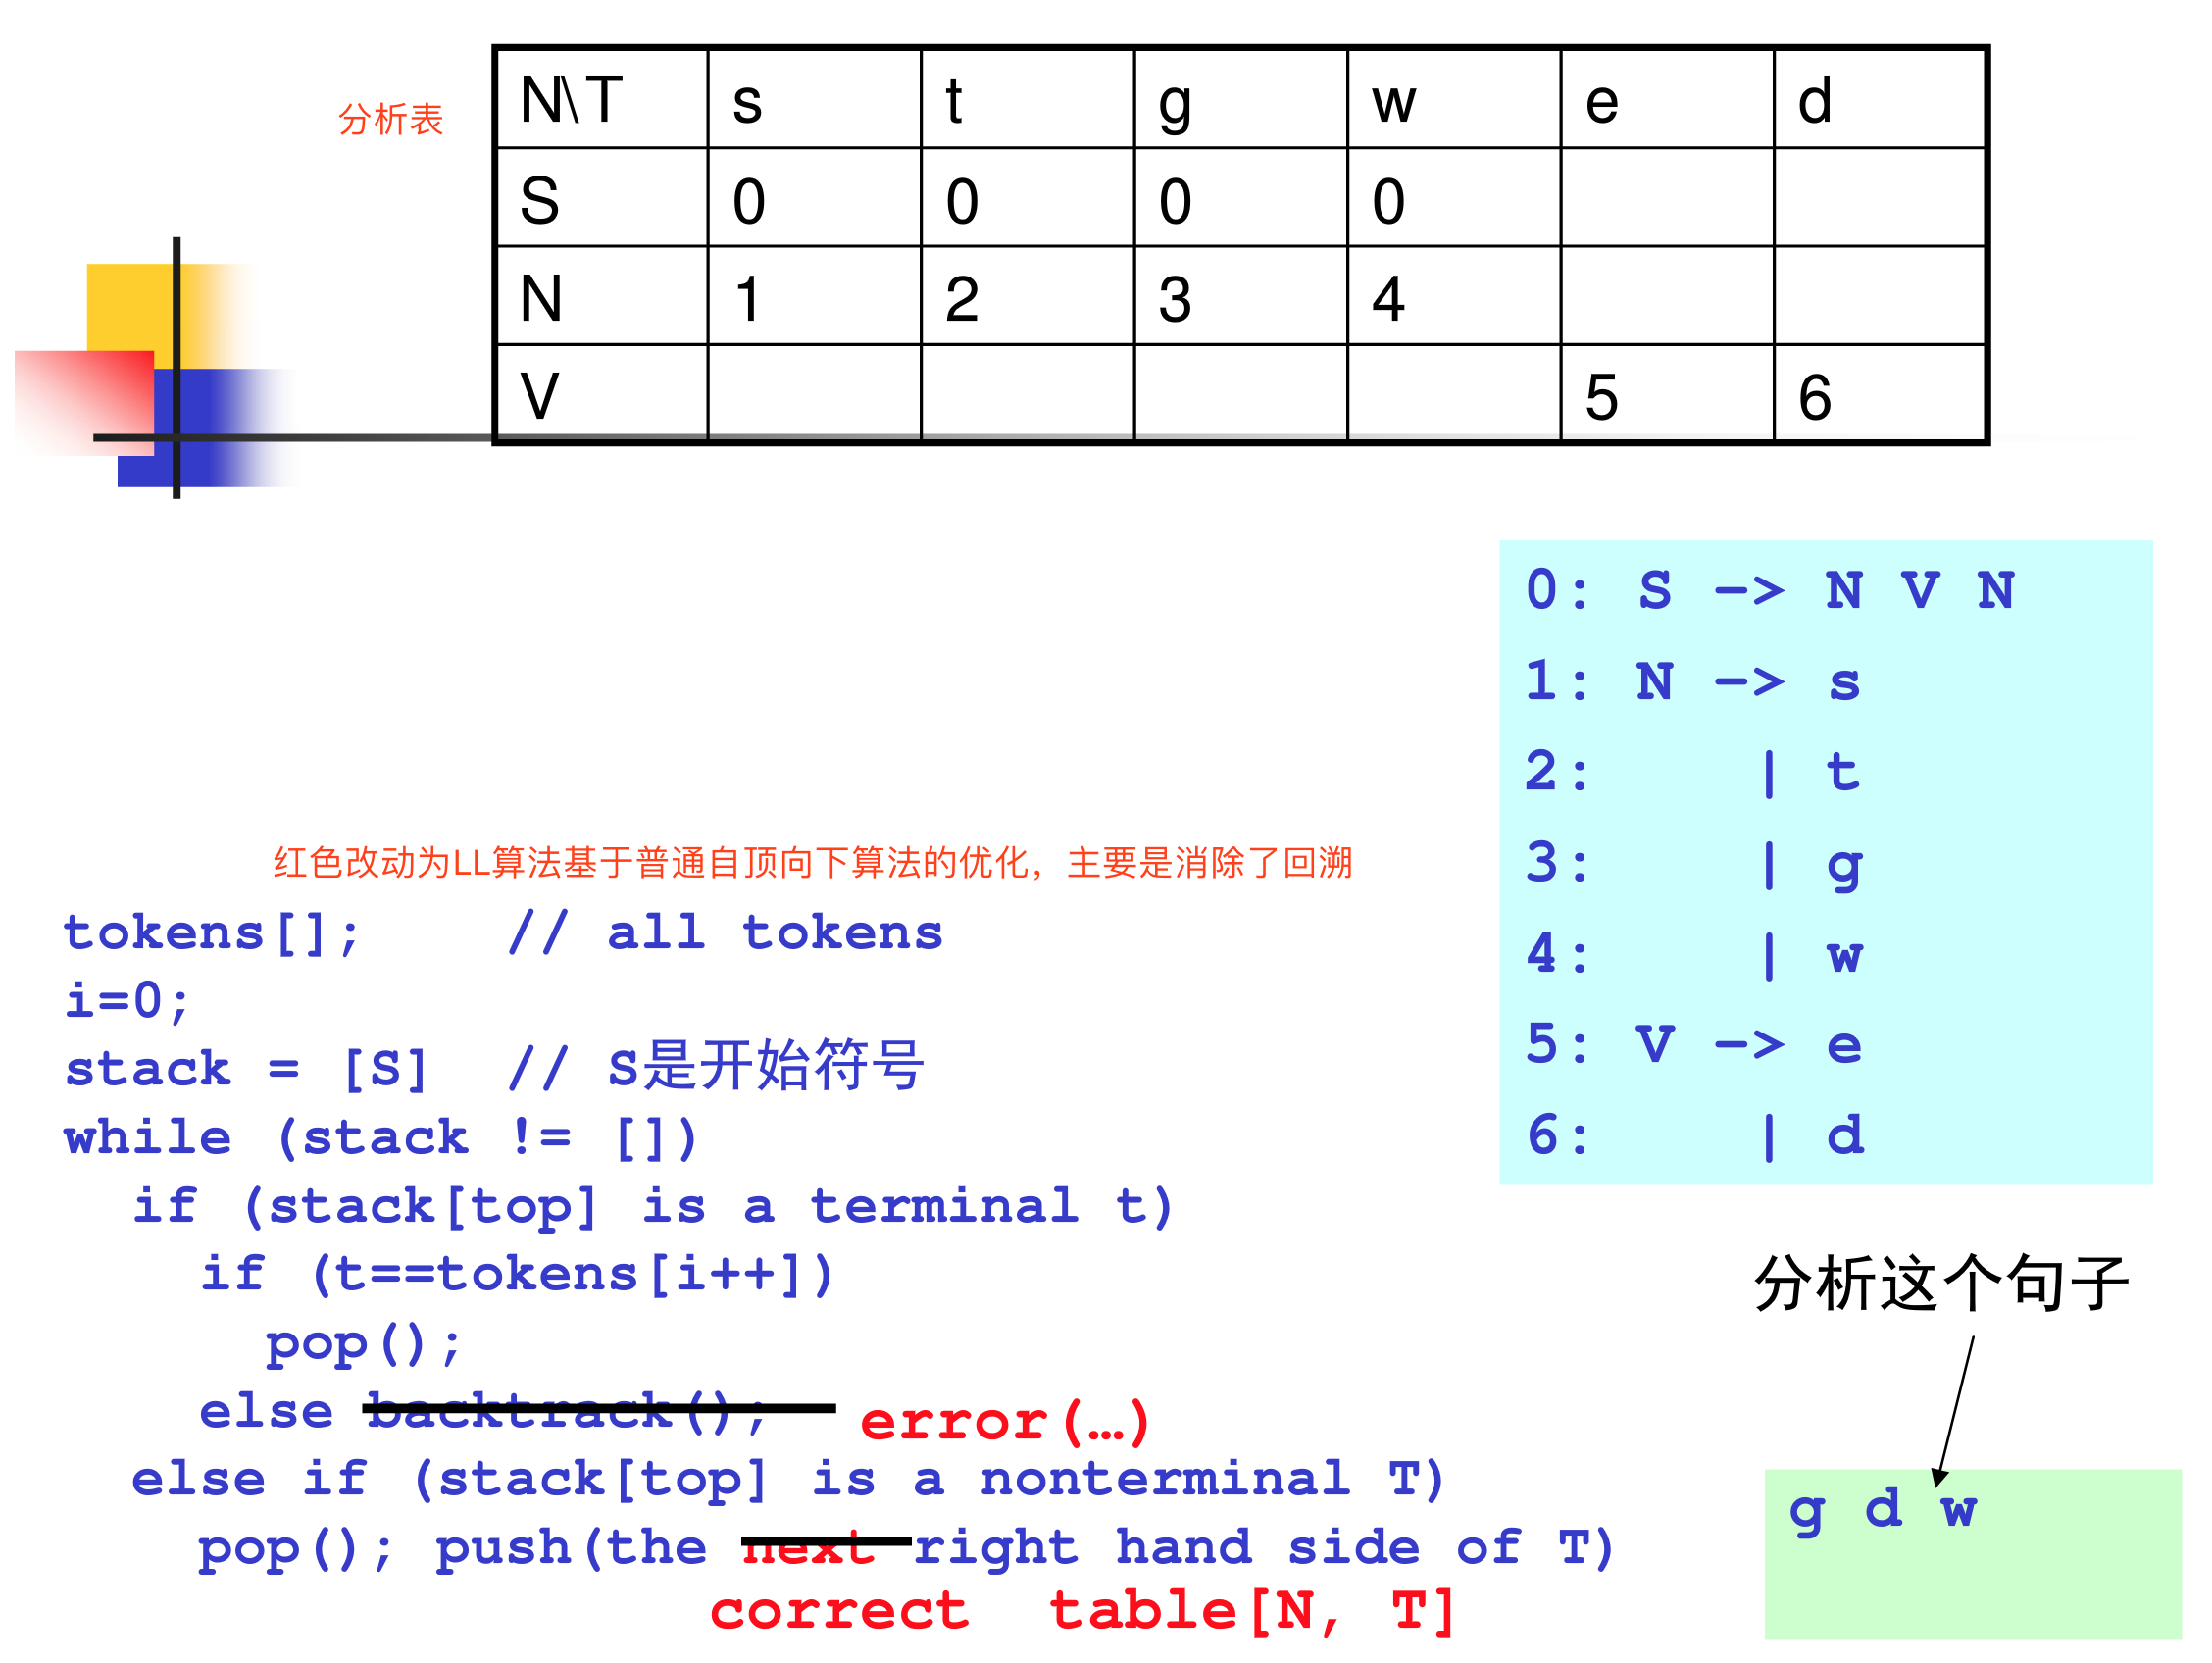 分析表
N\T s t g w e d
S 0 0 0 0
N 1 2 3 4
V 5 6
0: S -> N V N
1: N -> s
2: | t
3: | g
4: | w
5: V -> e
6: | d
红色改动为LL算法基于普通自顶向下算法的优化，主要是消除了回溯
tokens[]; // all tokens
i=0;
stack = [S] // S是开始符号
while (stack != [])
if (stack[top] is a terminal t)
if (t==tokens[i++])
pop();
else backtrack(); error(…)
else if (stack[top] is a nonterminal T)
pop(); push(the next right hand side of T)
correct table[N, T]
分析这个句子
g d w